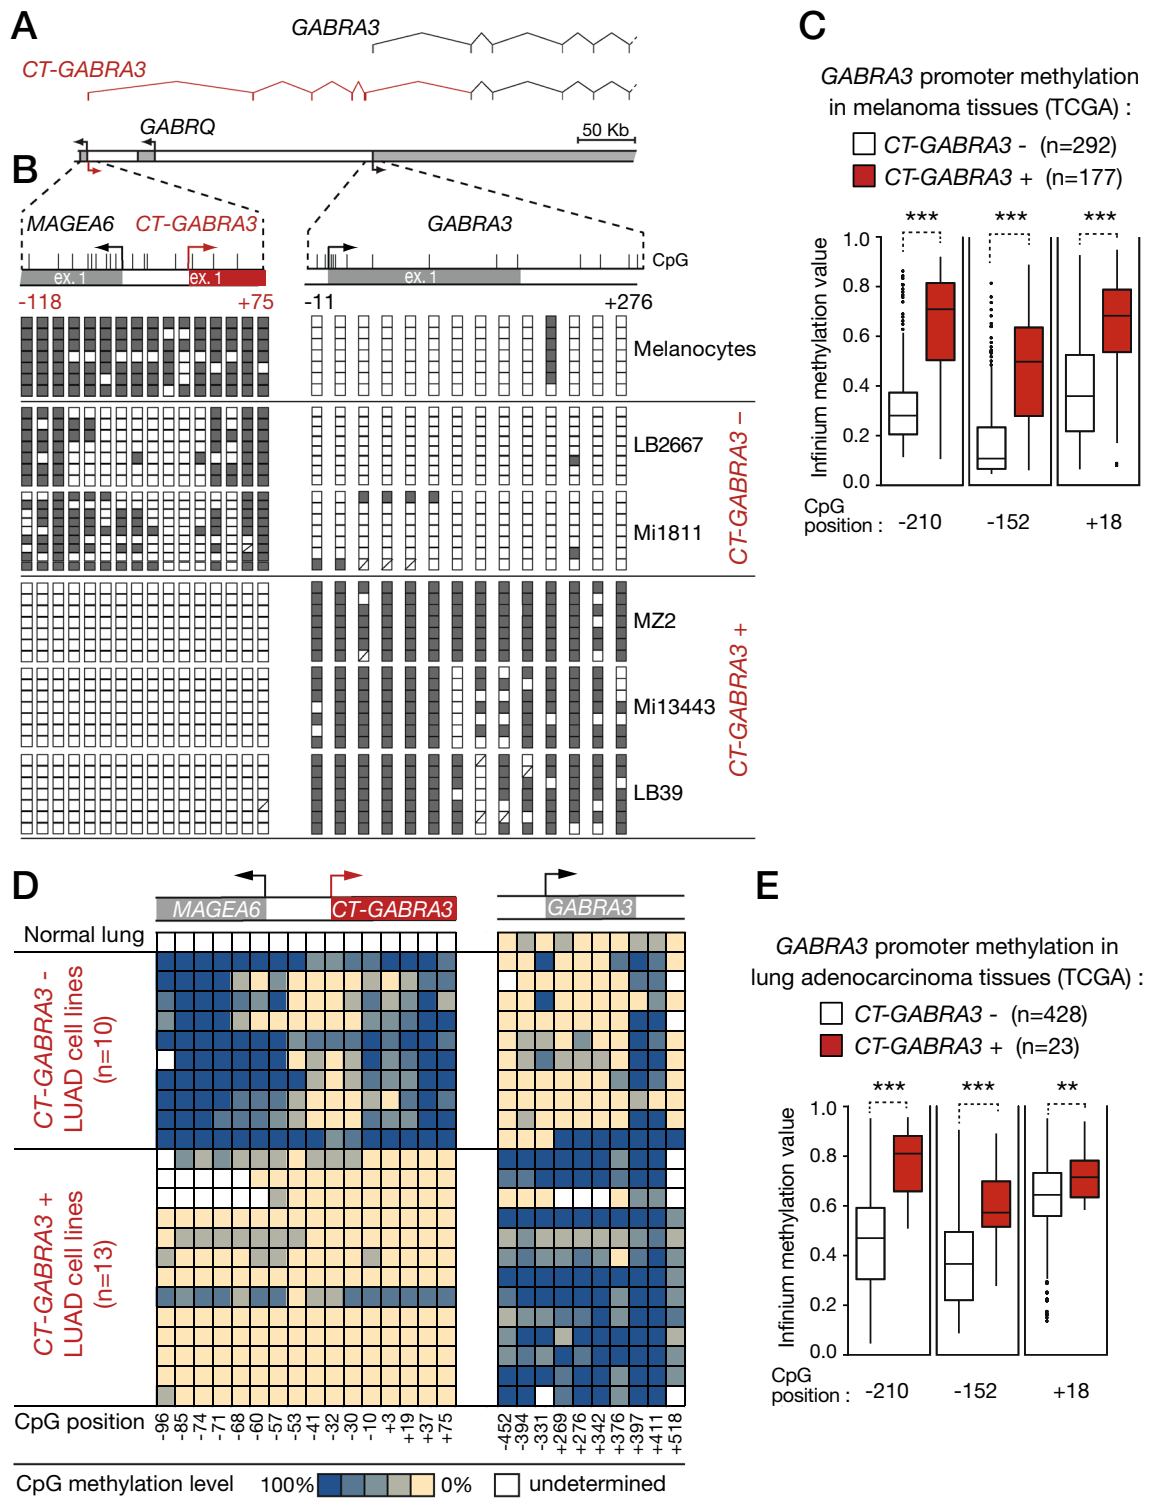 A
GABRA3
CT-GABRA3
GABRQ
50 Kb
B
MAGEA6 CT-GABRA3
GABRA3
CpG
ex. 1 ex. 1
ex. 1
-118 +75
-11 +276
Melanocytes
LB2667
Mi1811
CT-GABRA3 –
MZ2
Mi13443
LB39
CT-GABRA3 +
C
GABRA3 promoter methylation
in melanoma tissues (TCGA) :
CT-GABRA3 - (n=292)
CT-GABRA3 + (n=177)
*** *** ***
Infinium methylation value
1.0
0.8
0.6
0.4
0.2
0.0
CpG
position : -210 -152 +18
D
MAGEA6 CT-GABRA3 GABRA3
Normal lung
CT-GABRA3 -
LUAD cell lines
(n=10)
CT-GABRA3 +
LUAD cell lines
(n=13)
CpG position -96 -85 -74 -71 -68 -60 -57 -53 -41 -32 -30 -10 +3 +19 +37 +75 -452 -394 -331 +269 +276 +342 +376 +397 +411 +518
CpG methylation level 100% 0% undetermined
E
GABRA3 promoter methylation in
lung adenocarcinoma tissues (TCGA) :
CT-GABRA3 - (n=428)
CT-GABRA3 + (n=23)
*** *** **
Infinium methylation value
1.0
0.8
0.6
0.4
0.2
0.0
CpG
position : -210 -152 +18